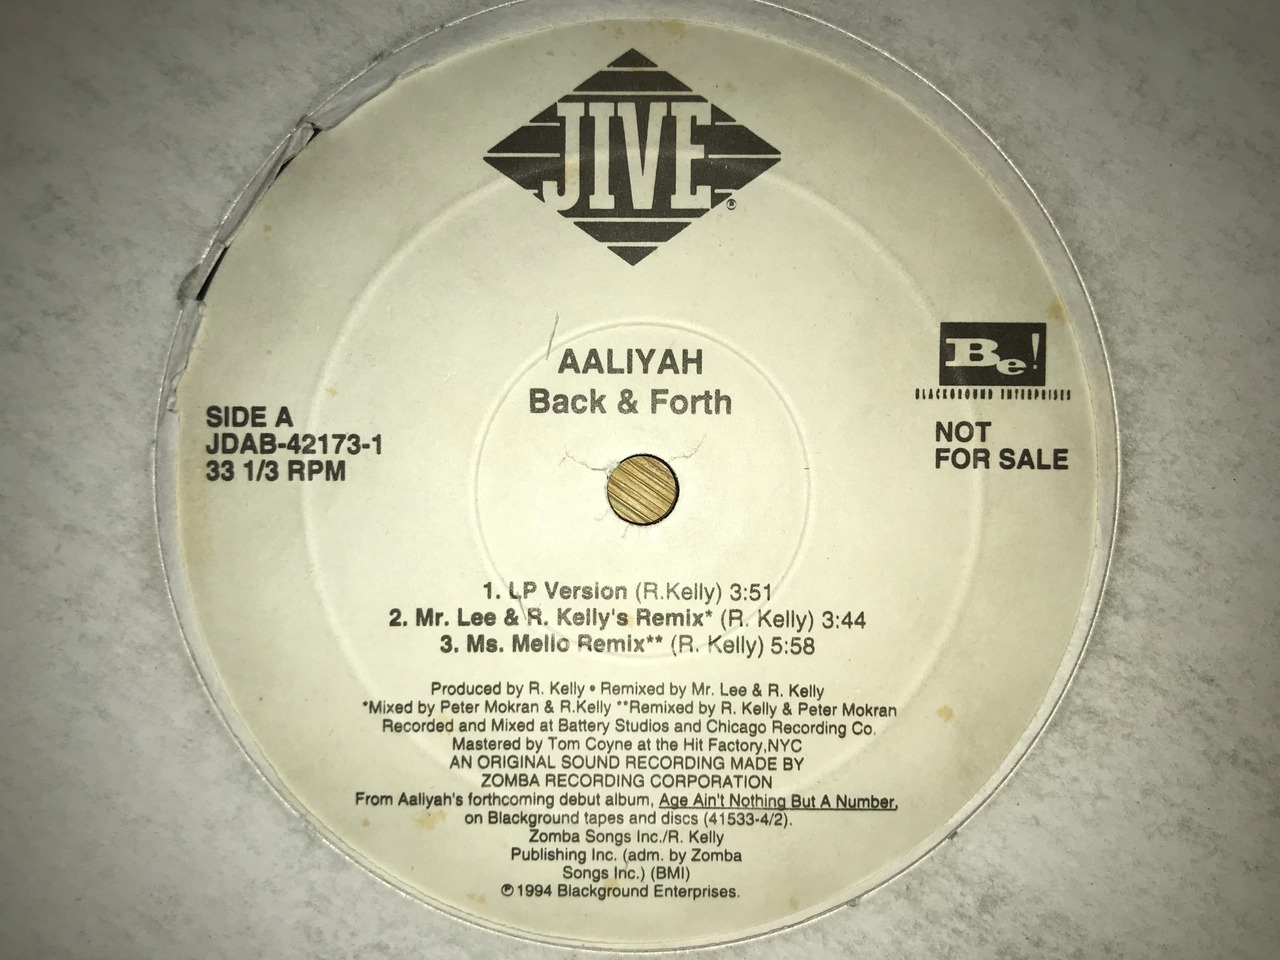 JIVE
®
AALIYAH
Back & Forth
Be!
BLACKGROUND ENTERPRISES
SIDE A
JDAB-42173-1
33 1/3 RPM
NOT
FOR SALE
1. LP Version (R.Kelly) 3:51
2. Mr. Lee & R. Kelly's Remix* (R. Kelly) 3:44
3. Ms. Mello Remix** (R. Kelly) 5:58
Produced by R. Kelly • Remixed by Mr. Lee & R. Kelly
*Mixed by Peter Mokran & R.Kelly **Remixed by R. Kelly & Peter Mokran
Recorded and Mixed at Battery Studios and Chicago Recording Co.
Mastered by Tom Coyne at the Hit Factory,NYC
AN ORIGINAL SOUND RECORDING MADE BY
ZOMBA RECORDING CORPORATION
From Aaliyah's forthcoming debut album, Age Ain't Nothing But A Number,
on Blackground tapes and discs (41533-4/2).
Zomba Songs Inc./R. Kelly
Publishing Inc. (adm. by Zomba
Songs Inc.) (BMI)
℗1994 Blackground Enterprises.